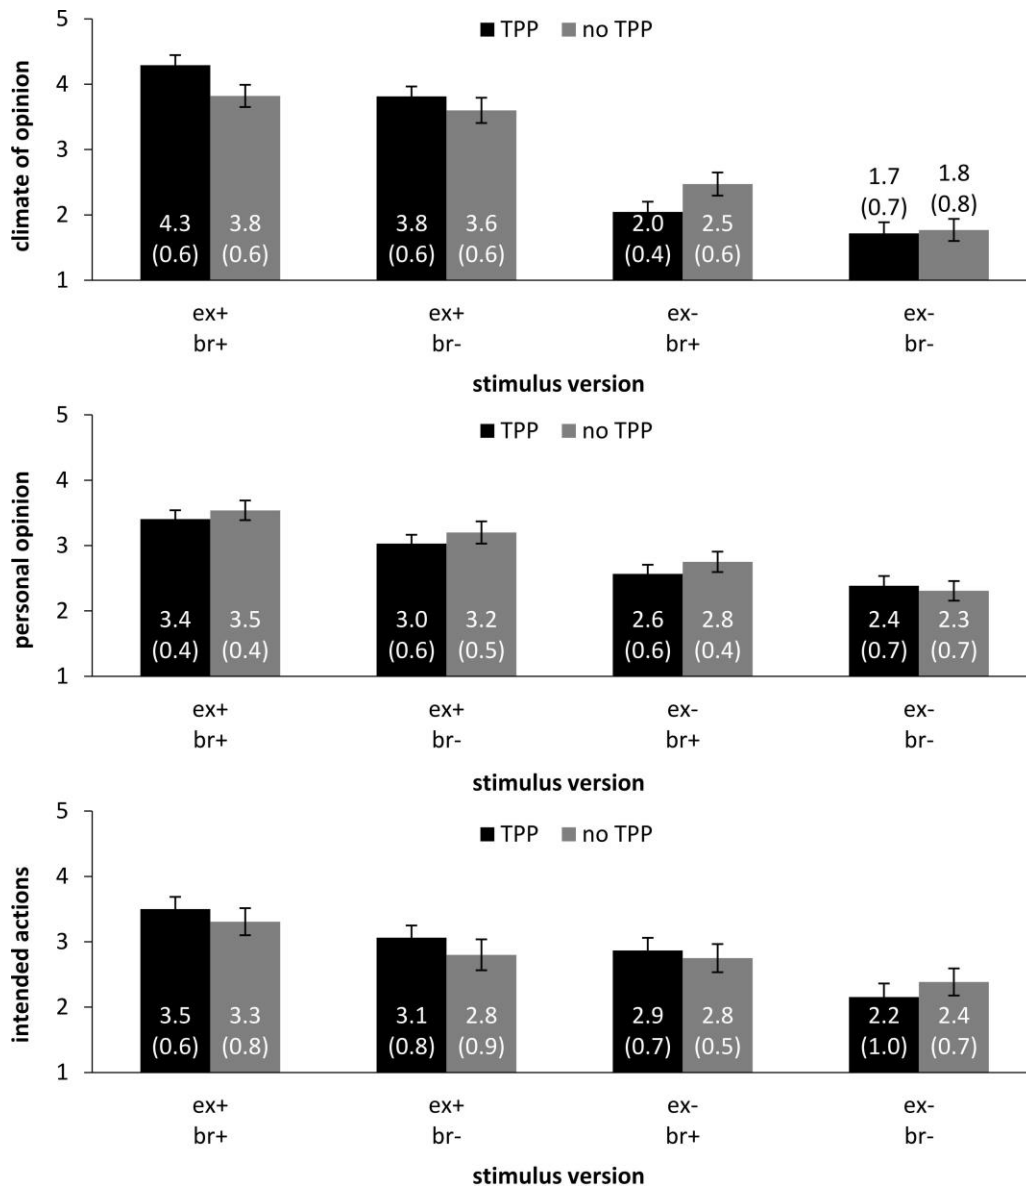 5
4
3
2
1
climate of opinion
TPP no TPP
4.3 3.8 3.8 3.6 2.0 2.5 1.7 1.8
(0.6) (0.6) (0.6) (0.6) (0.4) (0.6) (0.7) (0.8)
ex+ ex+ ex- ex-
br+ br- br+ br-
stimulus version
5
4
3
2
1
personal opinion
TPP no TPP
3.4 3.5 3.0 3.2 2.6 2.8 2.4 2.3
(0.4) (0.4) (0.6) (0.5) (0.6) (0.4) (0.7) (0.7)
ex+ ex+ ex- ex-
br+ br- br+ br-
stimulus version
5
4
3
2
1
intended actions
TPP no TPP
3.5 3.3 3.1 2.8 2.9 2.8 2.2 2.4
(0.6) (0.8) (0.8) (0.9) (0.7) (0.5) (1.0) (0.7)
ex+ ex+ ex- ex-
br+ br- br+ br-
stimulus version